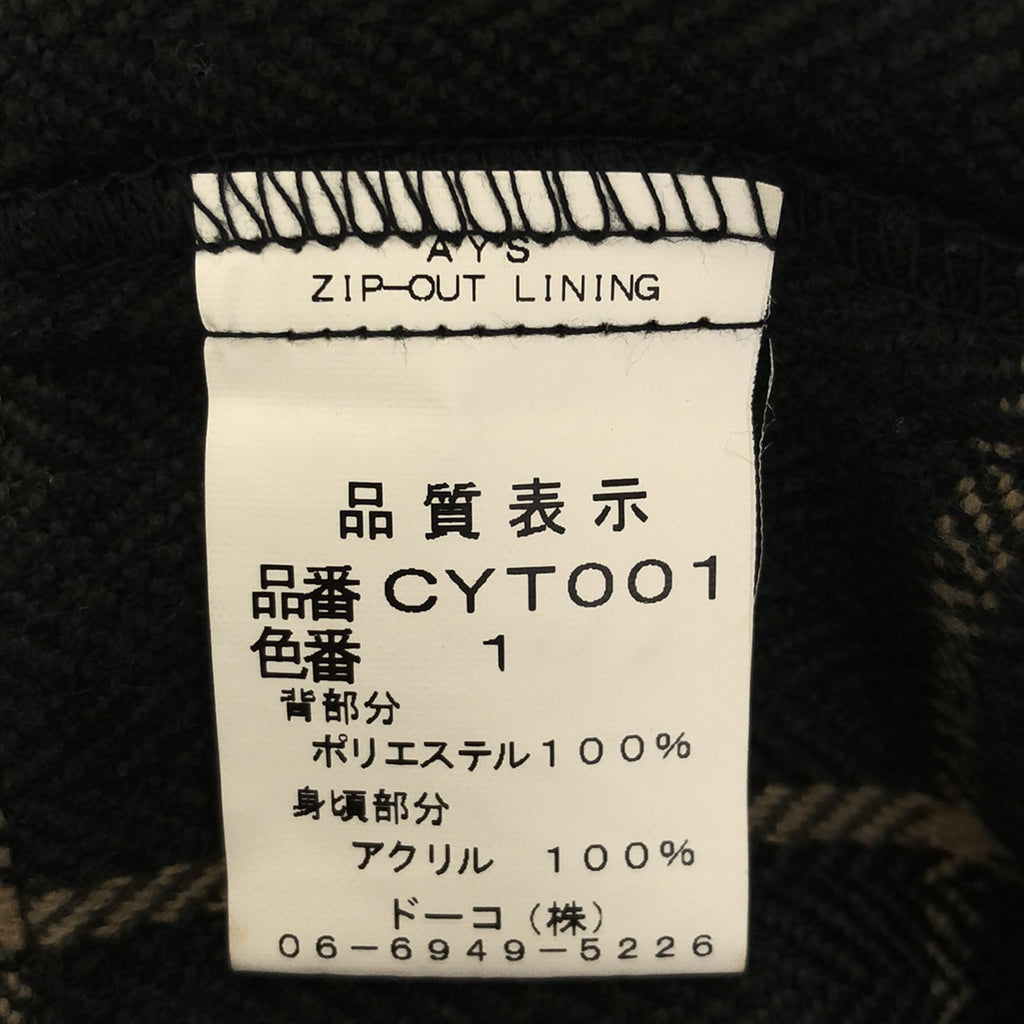 AYS
ZIP-OUT LINING
品質表示
品番 CYT001
色番 1
背部分
ポリエステル100%
身頃部分
アクリル 100%
ドーコ(株)
06-6949-5226